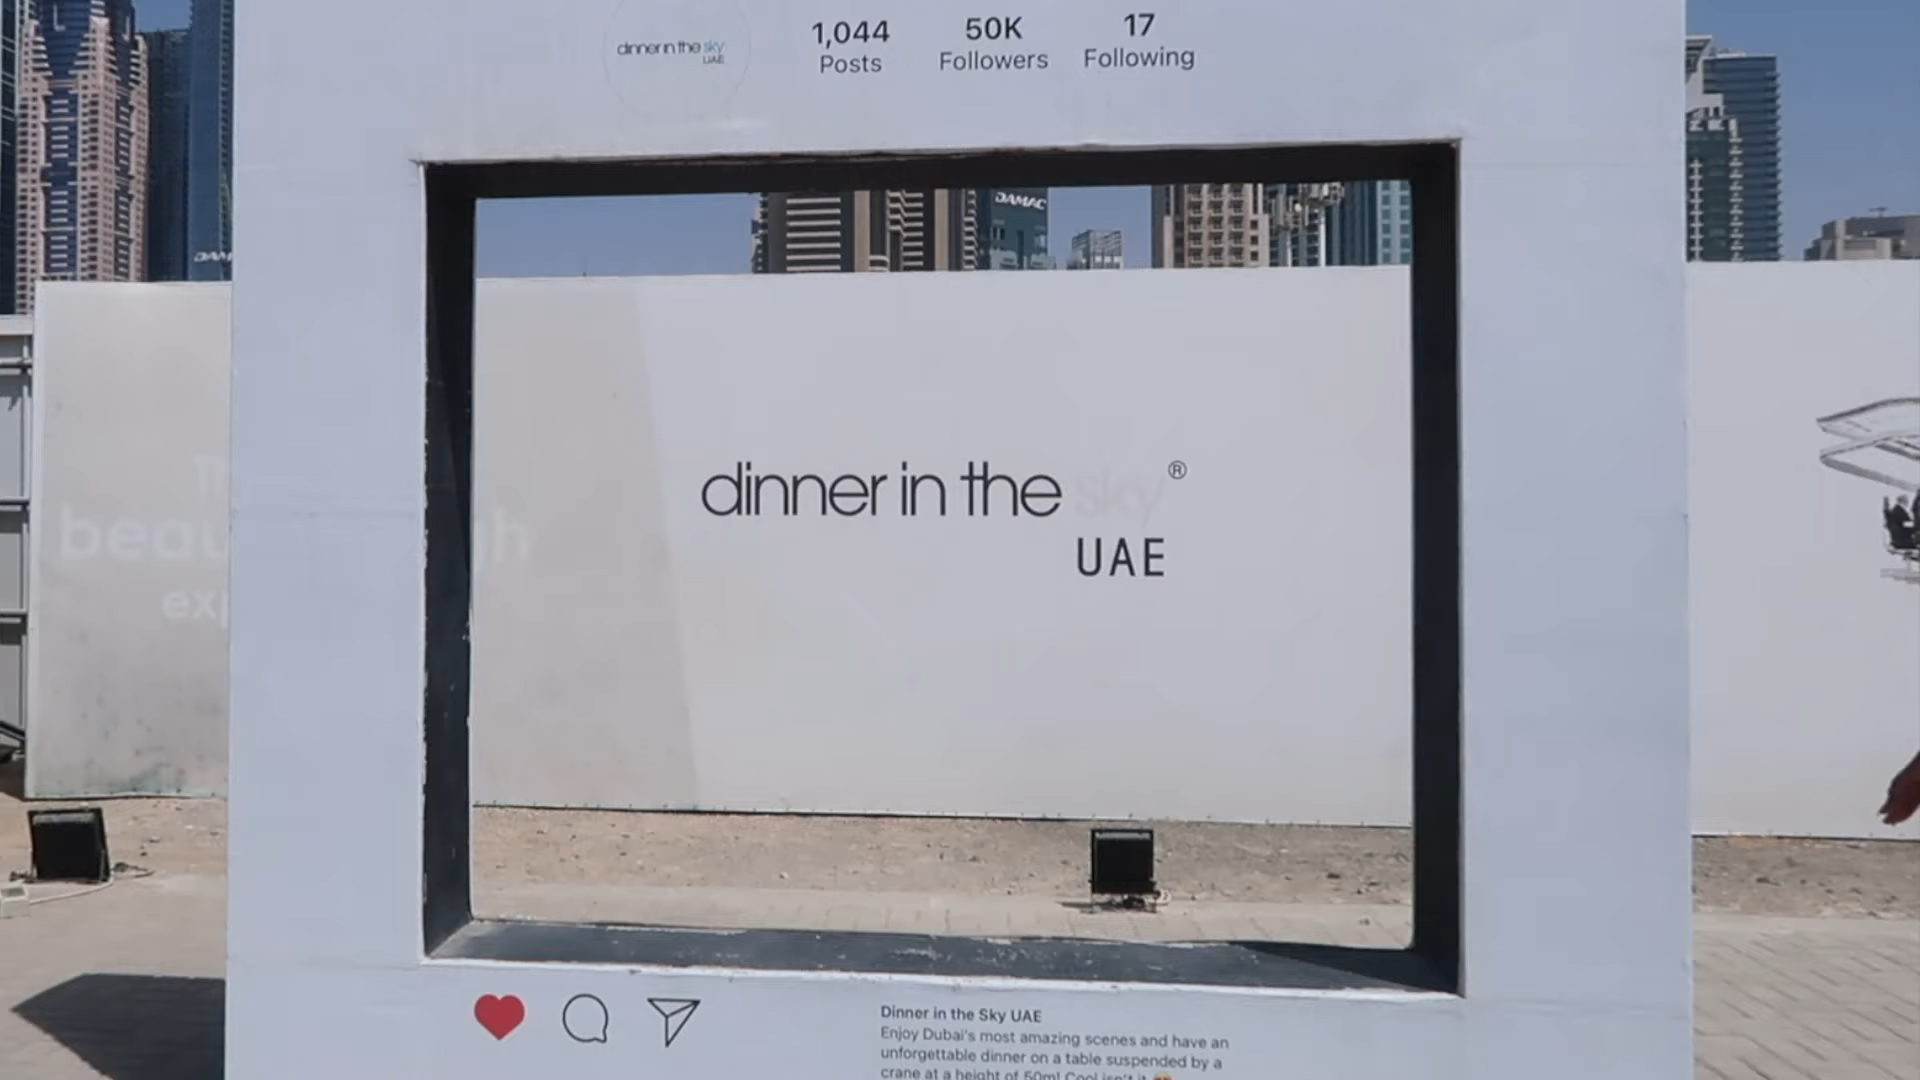 dinner in the sky
UAE
1,044
Posts
50K
Followers
17
Following
DAMAC
dinner in the sky ®
UAE
Dinner in the Sky UAE
Enjoy Dubai's most amazing scenes and have an
unforgettable dinner on a table suspended by a
crane at a height of 50m! Cool isn't it